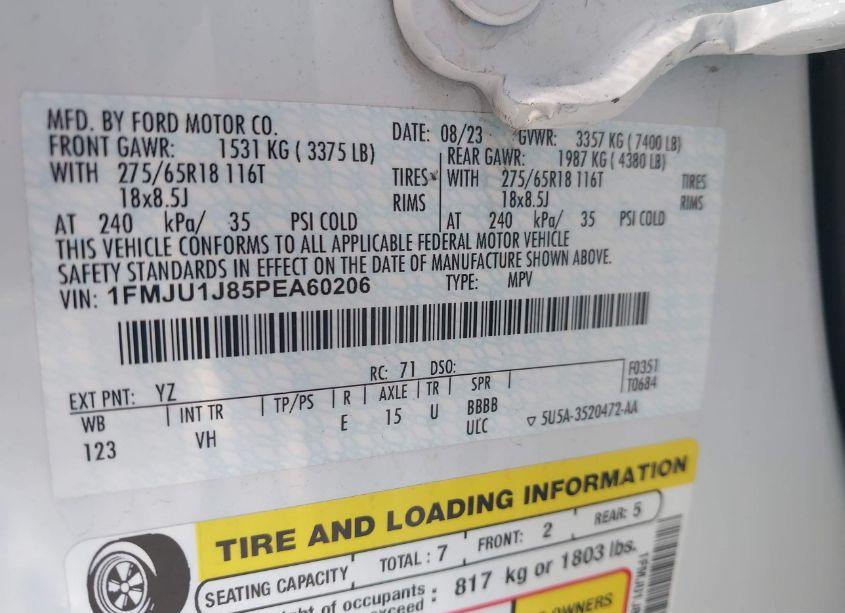 MFD. BY FORD MOTOR CO. DATE: 08/23 GVWR: 3357 KG ( 7400 LB)
FRONT GAWR: 1531 KG ( 3375 LB) REAR GAWR: 1987 KG ( 4380 LB)
WITH 275/65R18 116T TIRES WITH 275/65R18 116T TIRES
18x8.5J RIMS 18x8.5J RIMS
AT 240 kPa/ 35 PSI COLD AT 240 kPa/ 35 PSI COLD
THIS VEHICLE CONFORMS TO ALL APPLICABLE FEDERAL MOTOR VEHICLE
SAFETY STANDARDS IN EFFECT ON THE DATE OF MANUFACTURE SHOWN ABOVE.
VIN: 1FMJU1J85PEA60206 TYPE: MPV
EXT PNT: YZ RC: 71 DSO: F0351
T0684
WB INT TR TP/PS R AXLE TR SPR
123 VH E 15 U BBBB
ULC ▽ 5U5A-3520472-AA
TIRE AND LOADING INFORMATION
SEATING CAPACITY TOTAL : 7 FRONT: 2 REAR: 5
of occupants 817 kg or 1803 lbs.
exceed
OWNERS